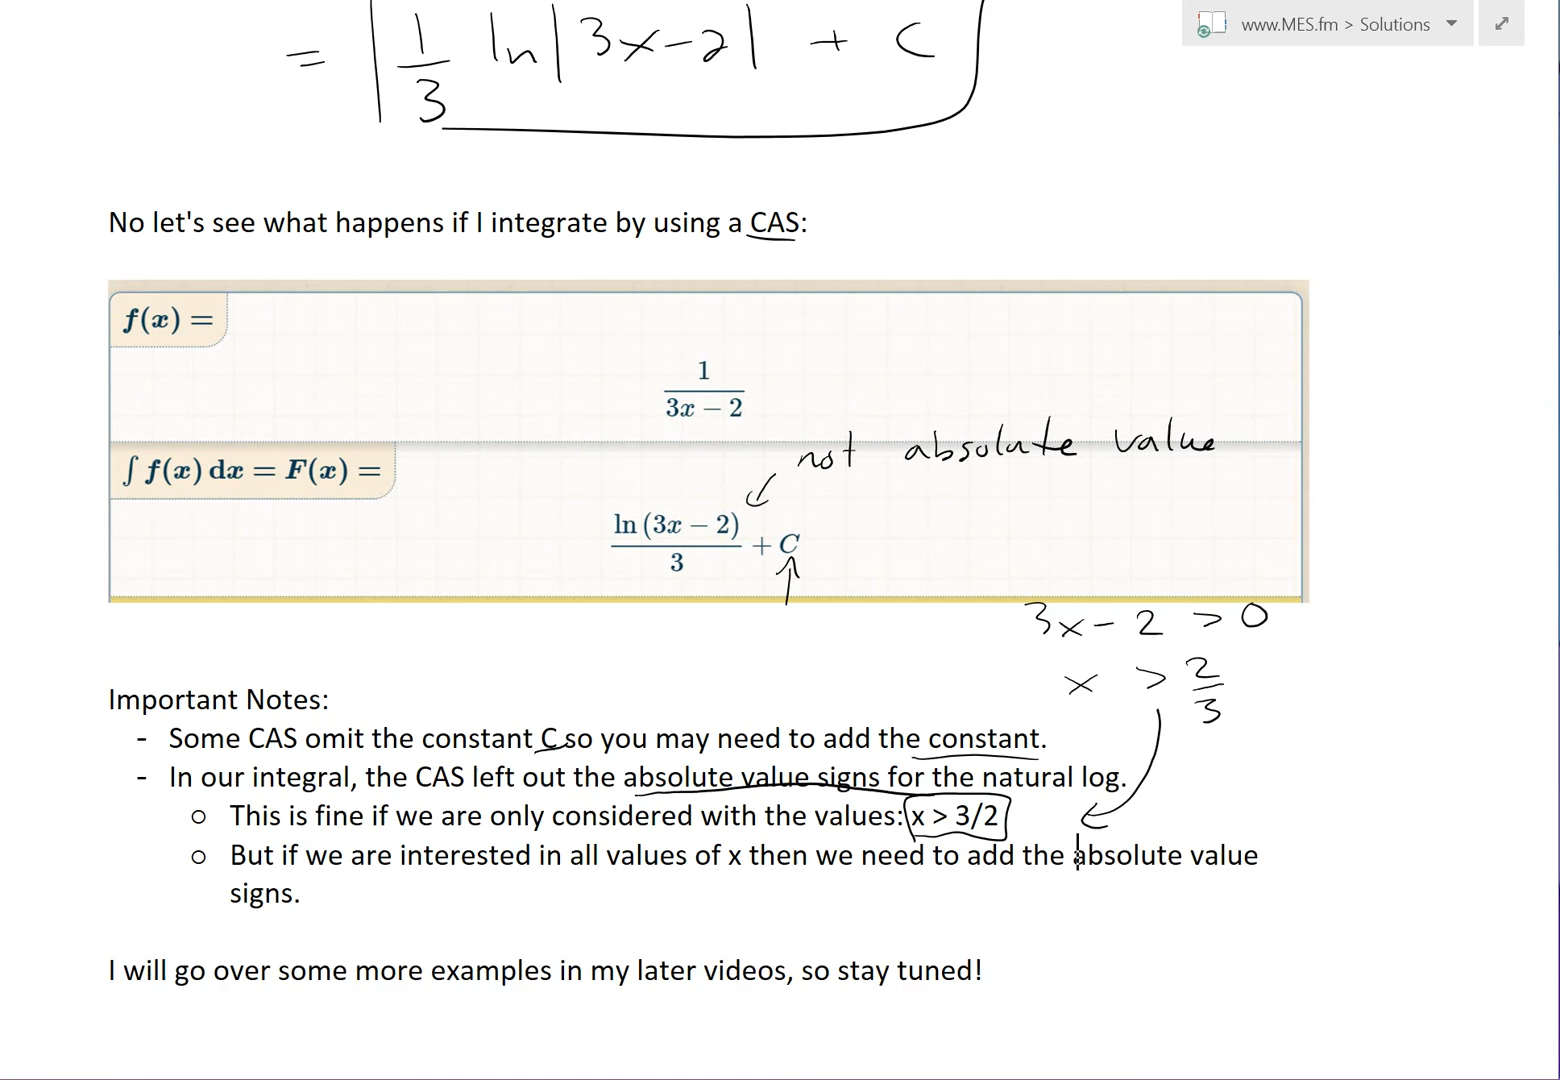 www.MES.fm > Solutions
= 1/3 ln|3x-2| + C
No let's see what happens if I integrate by using a CAS:
f(x) =
1/(3x − 2)
not absolute value
∫ f(x) dx = F(x) =
ln (3x − 2)/3 + C
3x - 2 > 0
x > 2/3
Important Notes:
- Some CAS omit the constant C so you may need to add the constant.
- In our integral, the CAS left out the absolute value signs for the natural log.
○ This is fine if we are only considered with the values: x > 3/2
○ But if we are interested in all values of x then we need to add the absolute value
signs.
I will go over some more examples in my later videos, so stay tuned!